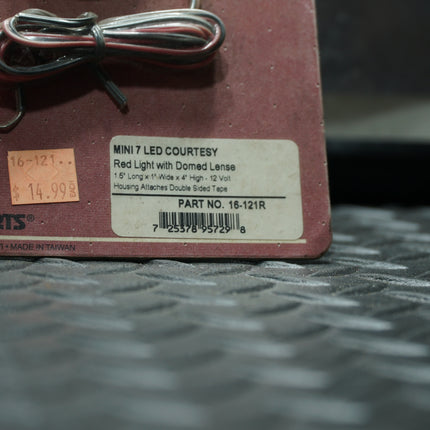 MINI 7 LED COURTESY
Red Light with Domed Lense
1.5" Long x 1" Wide x 4" High - 12 Volt
Housing Attaches Double Sided Tape
PART NO. 16-121R
7 25378 95729 8
16-121..
$ 14.99
RTS®
• MADE IN TAIWAN